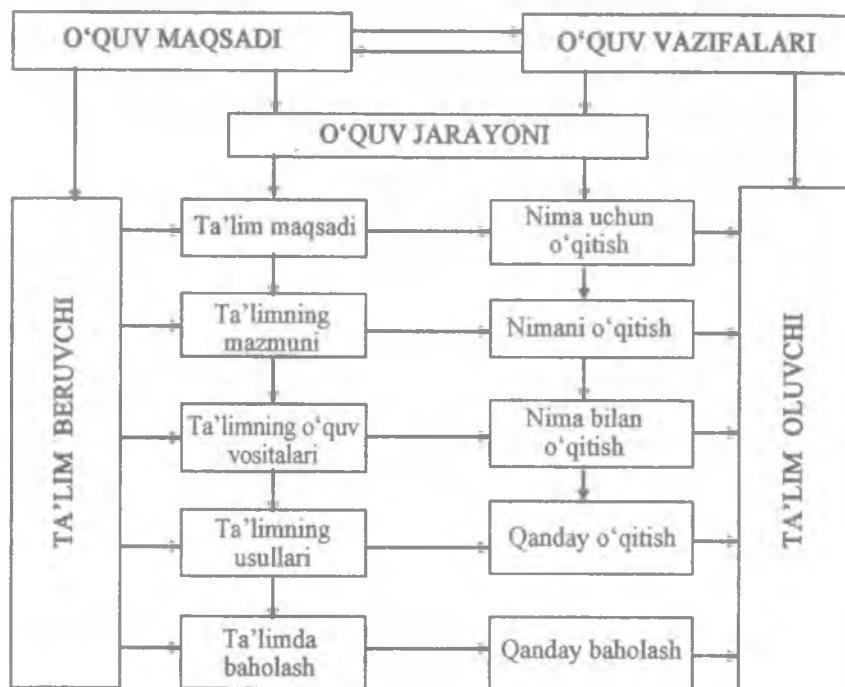 O‘QUV MAQSADI
O‘QUV VAZIFALARI
O‘QUV JARAYONI
TA’LIM BERUVCHI
Ta’lim maqsadi
Nima uchun
o‘qitish
Ta’limning
mazmuni
Nimani o‘qitish
Ta’limning o‘quv
vositalari
Nima bilan
o‘qitish
Ta’limning
usullari
Qanday o‘qitish
Ta’limda
baholash
Qanday baholash
TA’LIM OLUVCHI